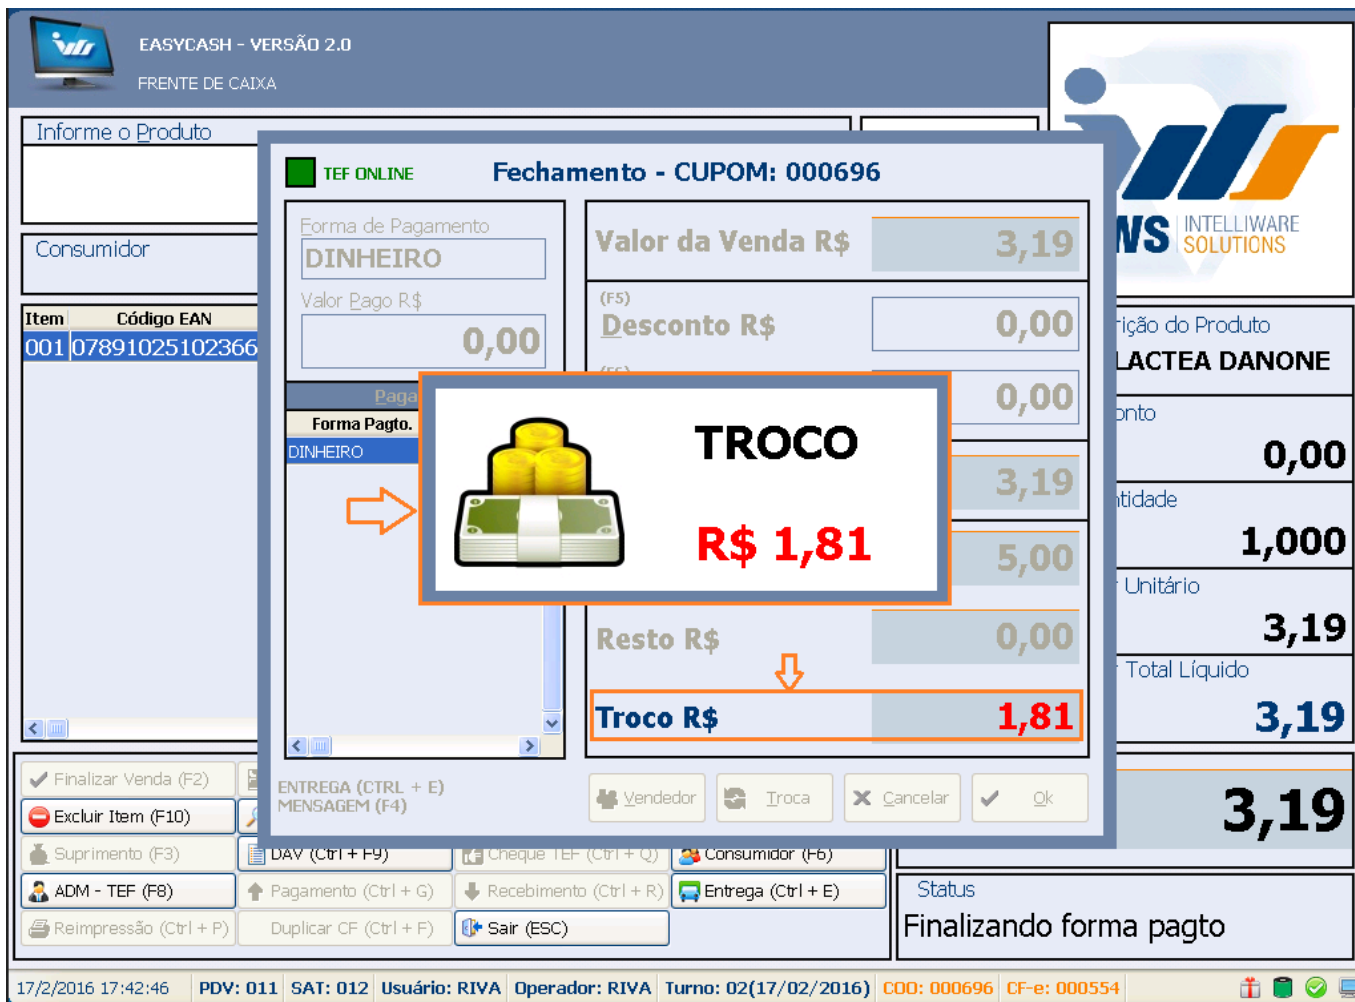 EASYCASH - VERSÃO 2.0
FRENTE DE CAIXA
Informe o Produto
Consumidor
Item Código EAN
001 07891025102366
INTELLIWARE
WS SOLUTIONS
TEF ONLINE
Fechamento - CUPOM: 000696
Forma de Pagamento
DINHEIRO
Valor Pago R$
0,00
Forma Pagto.
DINHEIRO
Valor da Venda R$ 3,19
(F5)
Desconto R$ 0,00
0,00
3,19
5,00
Resto R$ 0,00
Troco R$ 1,81
TROCO
R$ 1,81
ENTREGA (CTRL + E)
MENSAGEM (F4)
Vendedor Troca Cancelar Ok
Produto
DANONE
0,00
1,000
Unitário
3,19
Total Líquido
3,19
3,19
Finalizar Venda (F2)
Excluir Item (F10)
Suprimento (F3) DAV (Ctrl + F9) Cheque TEF (Ctrl + Q) Consumidor (F6)
ADM - TEF (F8) Pagamento (Ctrl + G) Recebimento (Ctrl + R) Entrega (Ctrl + E)
Reimpressão (Ctrl + P) Duplicar CF (Ctrl + F) Sair (ESC)
Status
Finalizando forma pagto
17/2/2016 17:42:46 PDV: 011 SAT: 012 Usuário: RIVA Operador: RIVA Turno: 02(17/02/2016) COO: 000696 CF-e: 000554